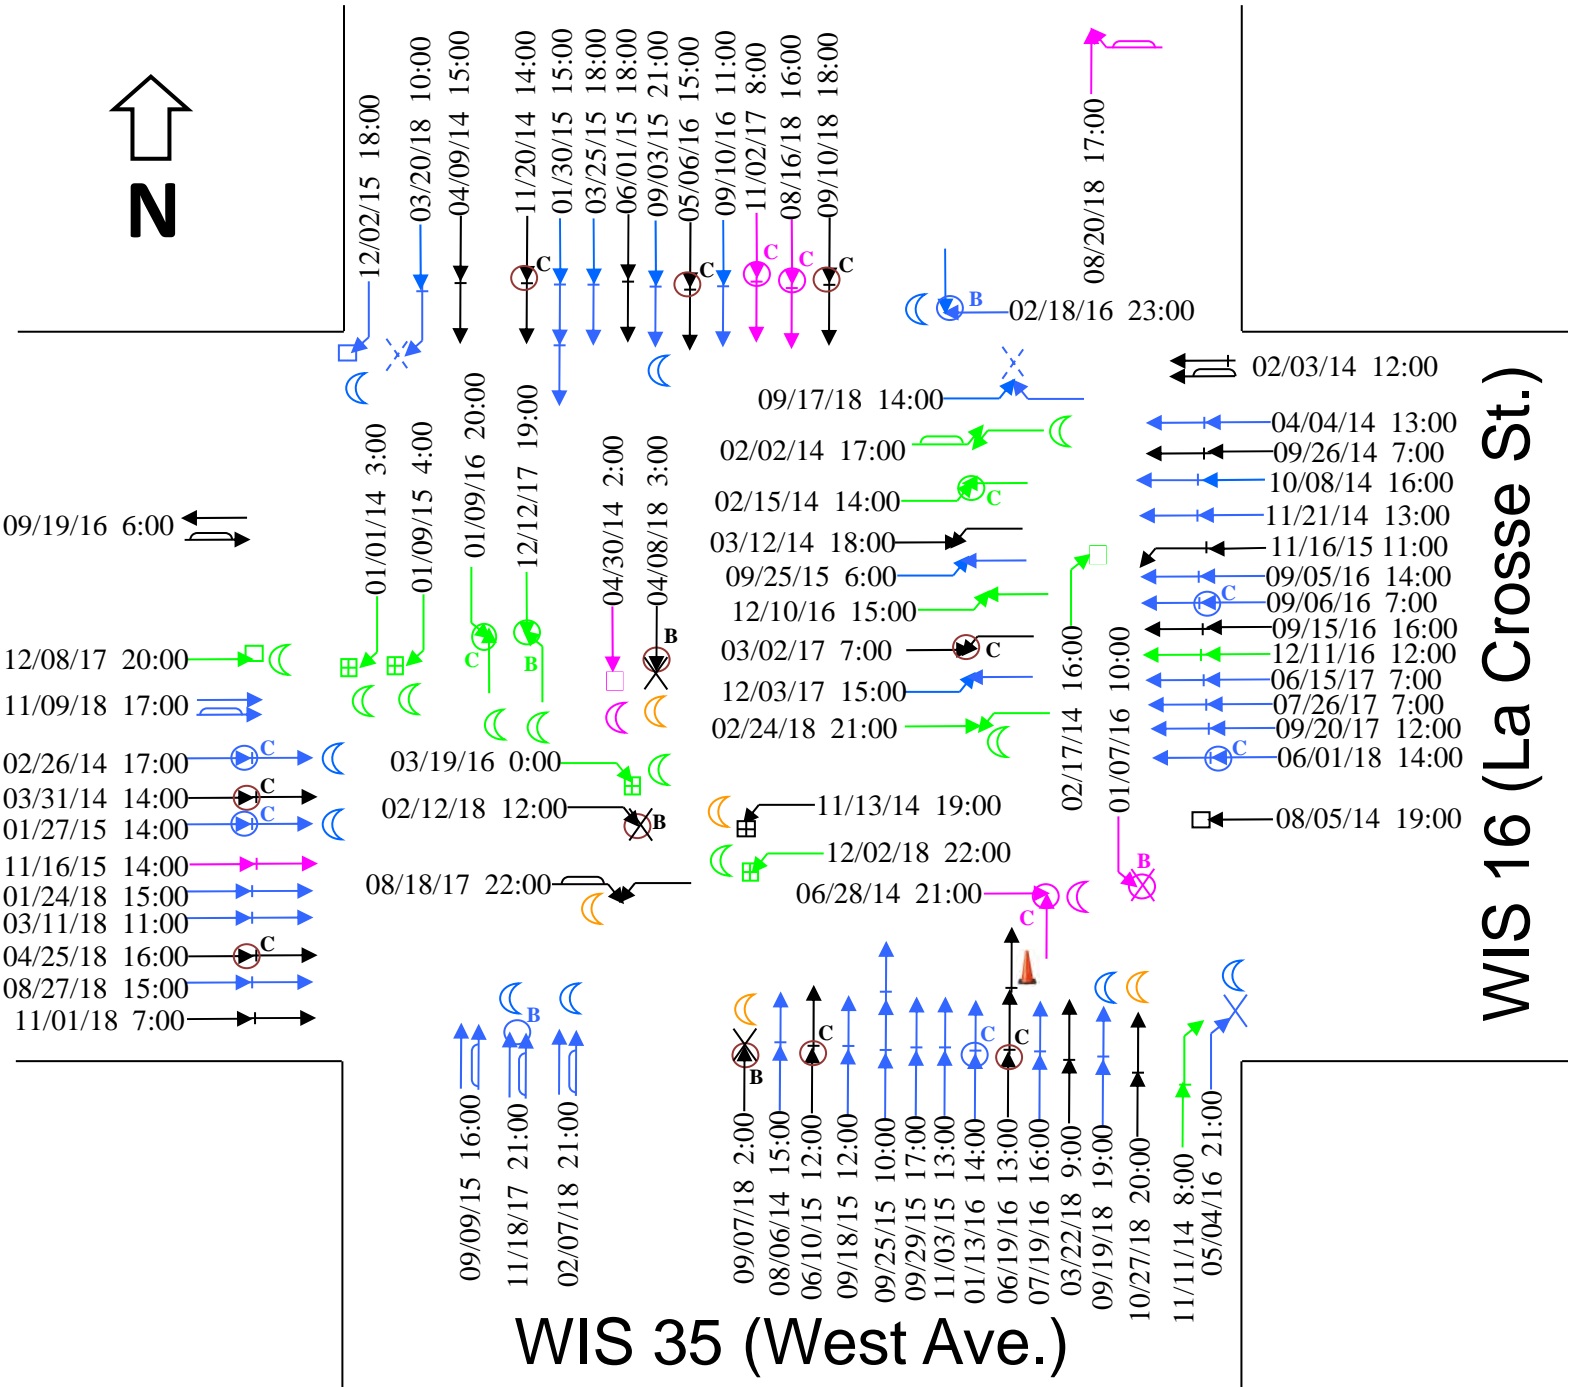 N
12/02/15 18:00
03/20/18 10:00
04/09/14 15:00
11/20/14 14:00
C
01/30/15 15:00
03/25/15 18:00
06/01/15 18:00
09/03/15 21:00
05/06/16 15:00
C
09/10/16 11:00
11/02/17 8:00
C
08/16/18 16:00
C
09/10/18 18:00
C
08/20/18 17:00
B
02/18/16 23:00
02/03/14 12:00
09/17/18 14:00
02/02/14 17:00
02/15/14 14:00
C
03/12/14 18:00
09/25/15 6:00
12/10/16 15:00
03/02/17 7:00
C
12/03/17 15:00
02/24/18 21:00
04/04/14 13:00
09/26/14 7:00
10/08/14 16:00
11/21/14 13:00
11/16/15 11:00
09/05/16 14:00
09/06/16 7:00
C
09/15/16 16:00
12/11/16 12:00
06/15/17 7:00
07/26/17 7:00
09/20/17 12:00
06/01/18 14:00
C
08/05/14 19:00
WIS 16 (La Crosse St.)
09/19/16 6:00
01/01/14 3:00
01/09/15 4:00
01/09/16 20:00
C
12/12/17 19:00
B
04/30/14 2:00
04/08/18 3:00
B
02/17/14 16:00
01/07/16 10:00
B
12/08/17 20:00
11/09/18 17:00
02/26/14 17:00
C
03/31/14 14:00
C
01/27/15 14:00
C
11/16/15 14:00
01/24/18 15:00
03/11/18 11:00
04/25/18 16:00
C
08/27/18 15:00
11/01/18 7:00
03/19/16 0:00
02/12/18 12:00
B
11/13/14 19:00
12/02/18 22:00
08/18/17 22:00
06/28/14 21:00
C
09/09/15 16:00
11/18/17 21:00
B
02/07/18 21:00
09/07/18 2:00
B
08/06/14 15:00
06/10/15 12:00
C
09/18/15 12:00
09/25/15 10:00
09/29/15 17:00
11/03/15 13:00
01/13/16 14:00
C
06/19/16 13:00
C
07/19/16 16:00
03/22/18 9:00
09/19/18 19:00
10/27/18 20:00
11/11/14 8:00
05/04/16 21:00
WIS 35 (West Ave.)